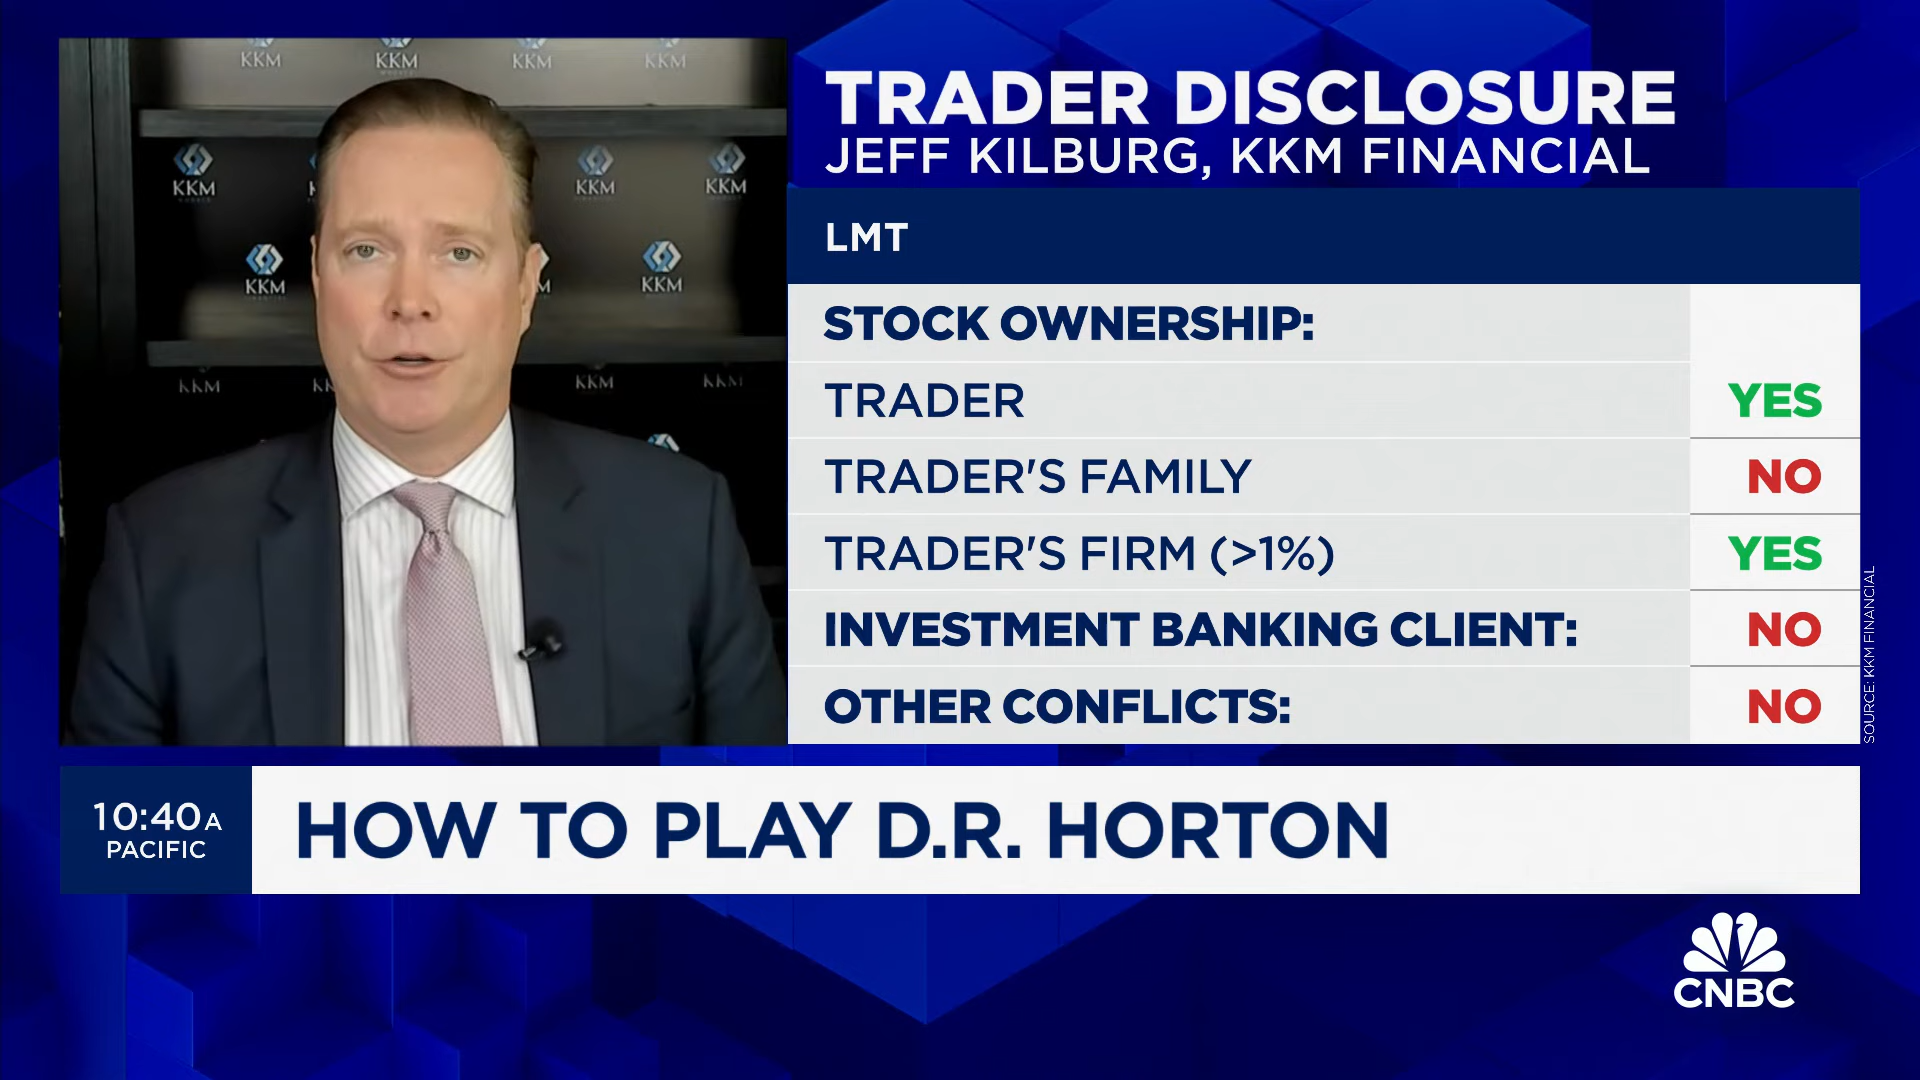 KKM
KKM
KKM
KKM
KKM
KKM
KKM
KKM
KKM
KKM
KKM
KKM
TRADER DISCLOSURE
JEFF KILBURG, KKM FINANCIAL
LMT
STOCK OWNERSHIP:
TRADER YES
TRADER'S FAMILY NO
TRADER'S FIRM (>1%) YES
INVESTMENT BANKING CLIENT: NO
OTHER CONFLICTS: NO
SOURCE: KKM FINANCIAL
10:40A
PACIFIC
HOW TO PLAY D.R. HORTON
CNBC